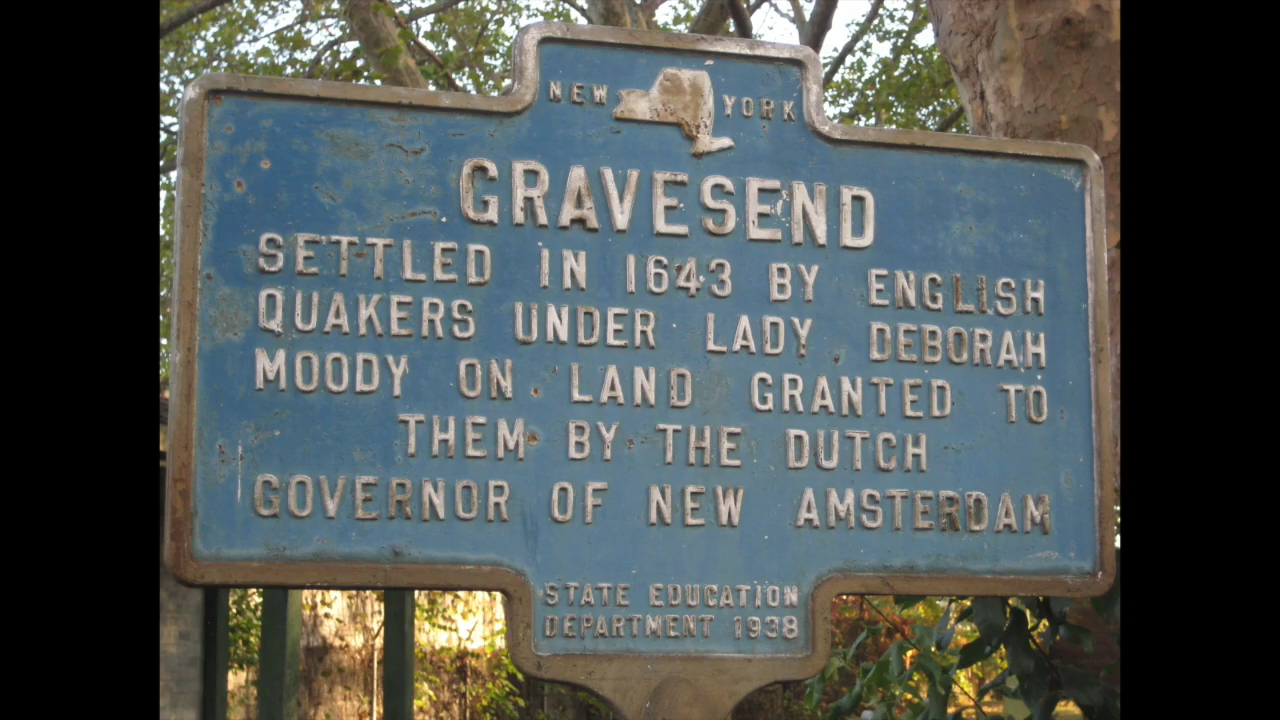 NEW YORK
GRAVESEND
SETTLED IN 1643 BY ENGLISH
QUAKERS UNDER LADY DEBORAH
MOODY ON LAND GRANTED TO
THEM BY THE DUTCH
GOVERNOR OF NEW AMSTERDAM
STATE EDUCATION
DEPARTMENT 1938